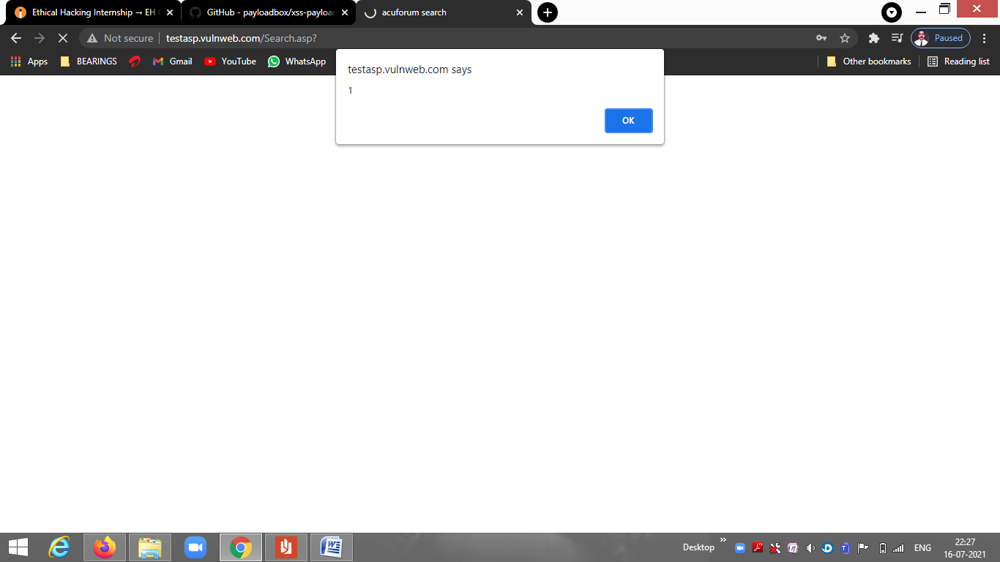 Ethical Hacking Internship → EH
GitHub - payloadbox/xss-payload
acuforum search
Not secure
testasp.vulnweb.com/Search.asp?
Paused
Apps
BEARINGS
Gmail
YouTube
WhatsApp
Other bookmarks
Reading list
testasp.vulnweb.com says
1
OK
Desktop
ENG
22:27
16-07-2021